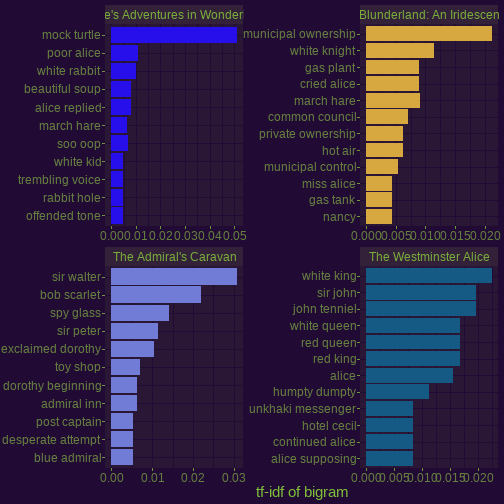 e's Adventures in Wonder
mock turtle
poor alice
white rabbit
beautiful soup
alice replied
march hare
soo oop
white kid
trembling voice
rabbit hole
offended tone
0.00 0.01 0.02 0.03 0.04 0.05
Blunderland: An Iridescen
municipal ownership
white knight
gas plant
cried alice
march hare
common council
private ownership
hot air
municipal control
miss alice
gas tank
nancy
0.000 0.005 0.010 0.015 0.020
The Admiral's Caravan
sir walter
bob scarlet
spy glass
sir peter
exclaimed dorothy
toy shop
dorothy beginning
admiral inn
post captain
desperate attempt
blue admiral
0.00 0.01 0.02 0.03
The Westminster Alice
white king
sir john
john tenniel
white queen
red queen
red king
alice
humpty dumpty
unkhaki messenger
hotel cecil
continued alice
alice supposing
0.000 0.005 0.010 0.015 0.020
tf-idf of bigram